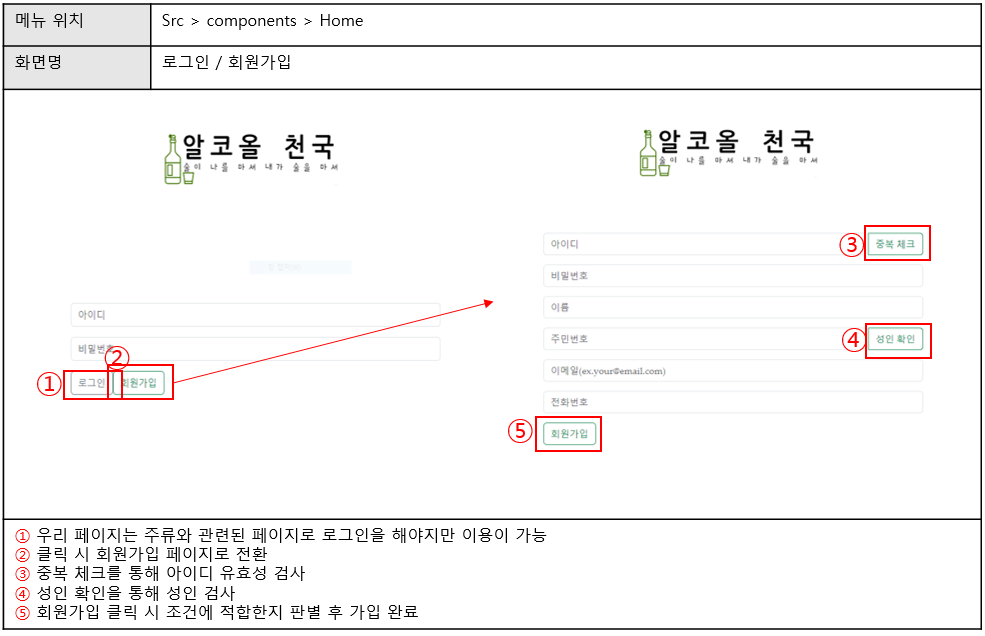 메뉴 위치
Src > components > Home
화면명
로그인 / 회원가입
알코올 천국
술이 나를 마셔 내가 술을 마셔
아이디
비밀번호
① 로그인
② 회원가입
알코올 천국
술이 나를 마셔 내가 술을 마셔
아이디
③ 중복 체크
비밀번호
이름
주민번호
④ 성인 확인
이메일(ex.your@email.com)
전화번호
⑤ 회원가입
① 우리 페이지는 주류와 관련된 페이지로 로그인을 해야지만 이용이 가능
② 클릭 시 회원가입 페이지로 전환
③ 중복 체크를 통해 아이디 유효성 검사
④ 성인 확인을 통해 성인 검사
⑤ 회원가입 클릭 시 조건에 적합한지 판별 후 가입 완료